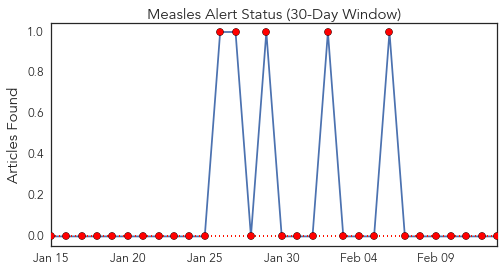 Measles Alert Status (30-Day Window)
Articles Found
1.0
0.8
0.6
0.4
0.2
0.0
Jan 15 Jan 20 Jan 25 Jan 30 Feb 04 Feb 09